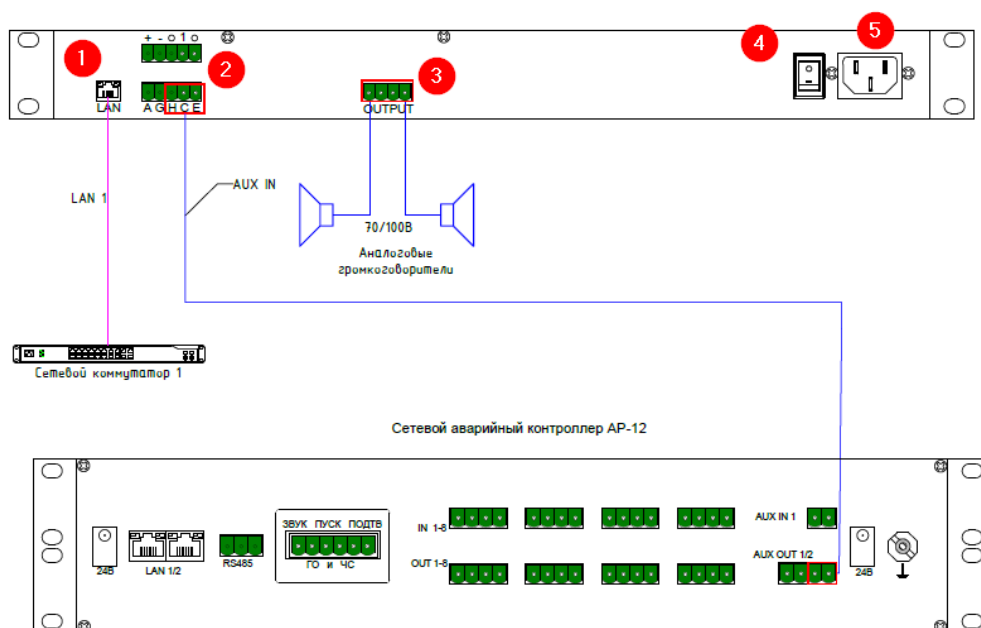 + - o 1 o
1
2
3
4
5
LAN
A G H C E
OUTPUT
LAN 1
AUX IN
70/100В
Аналоговые
громкоговорители
Сетевой коммутатор 1
Сетевой аварийный контроллер АР-12
ЗВУК ПУСК ПОДТВ
IN 1-8
AUX IN 1
24В
LAN 1/2
RS485
ГО и ЧС
OUT 1-8
AUX OUT 1/2
24В